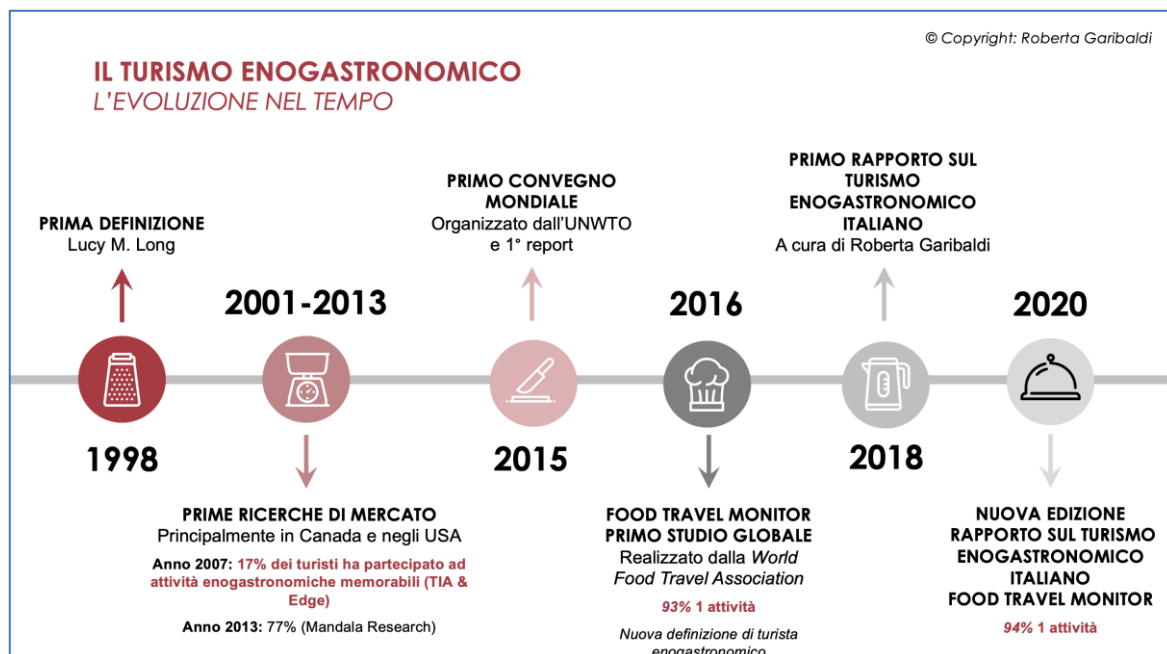 © Copyright: Roberta Garibaldi
IL TURISMO ENOGASTRONOMICO
L'EVOLUZIONE NEL TEMPO
PRIMA DEFINIZIONE
Lucy M. Long
1998
2001-2013
PRIME RICERCHE DI MERCATO
Principalmente in Canada e negli USA
Anno 2007: 17% dei turisti ha partecipato ad
attività enogastronomiche memorabili (TIA &
Edge)
Anno 2013: 77% (Mandala Research)
PRIMO CONVEGNO
MONDIALE
Organizzato dall'UNWTO
e 1° report
2015
2016
FOOD TRAVEL MONITOR
PRIMO STUDIO GLOBALE
Realizzato dalla World
Food Travel Association
93% 1 attività
Nuova definizione di turista
enogastronomico
PRIMO RAPPORTO SUL
TURISMO
ENOGASTRONOMICO
ITALIANO
A cura di Roberta Garibaldi
2018
2020
NUOVA EDIZIONE
RAPPORTO SUL TURISMO
ENOGASTRONOMICO
ITALIANO
FOOD TRAVEL MONITOR
94% 1 attività